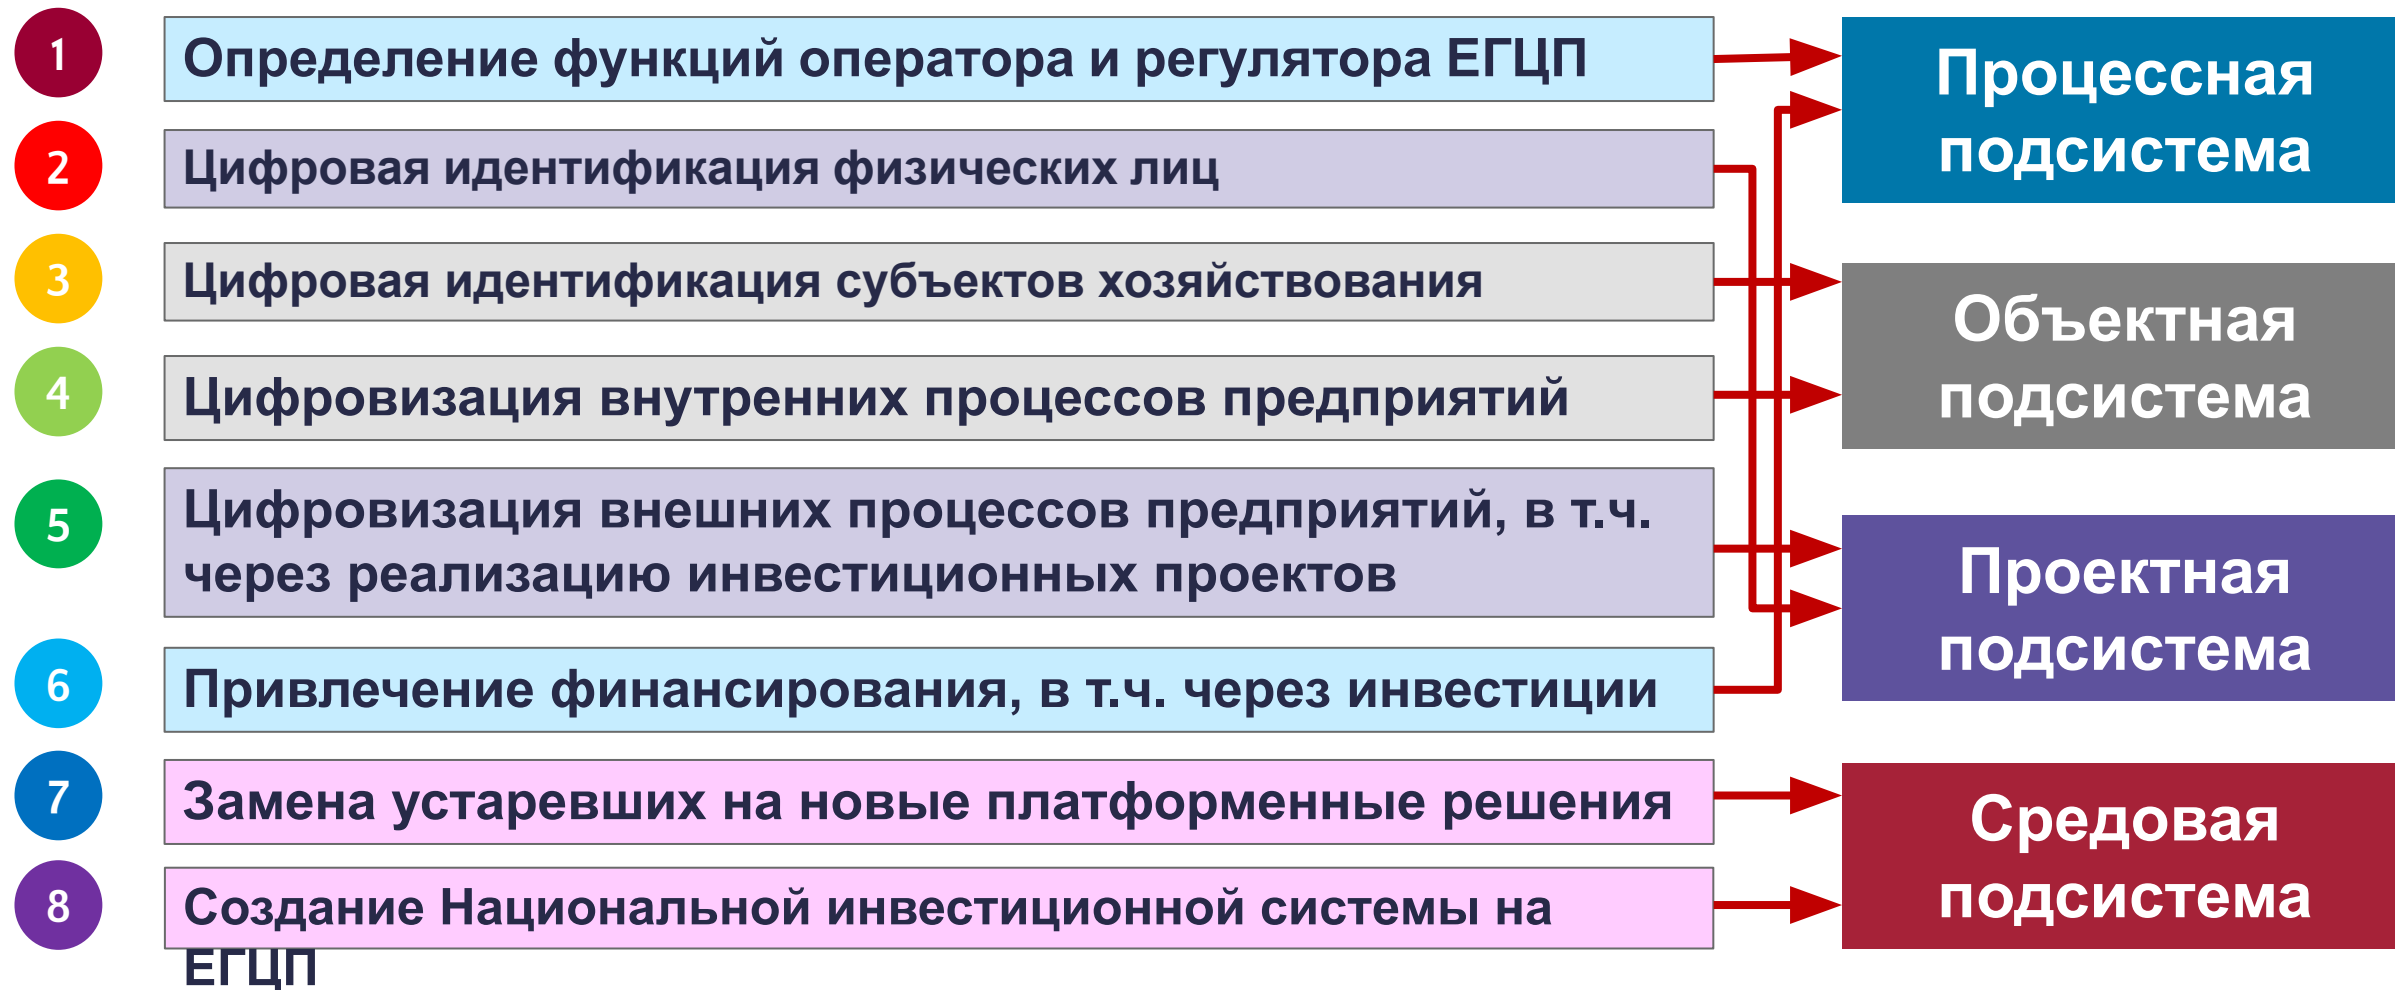 1
Определение функций оператора и регулятора ЕГЦП
2
Цифровая идентификация физических лиц
3
Цифровая идентификация субъектов хозяйствования
4
Цифровизация внутренних процессов предприятий
5
Цифровизация внешних процессов предприятий, в т.ч.
через реализацию инвестиционных проектов
6
Привлечение финансирования, в т.ч. через инвестиции
7
Замена устаревших на новые платформенные решения
8
Создание Национальной инвестиционной системы на
ЕГЦП
Процессная
подсистема
Объектная
подсистема
Проектная
подсистема
Средовая
подсистема